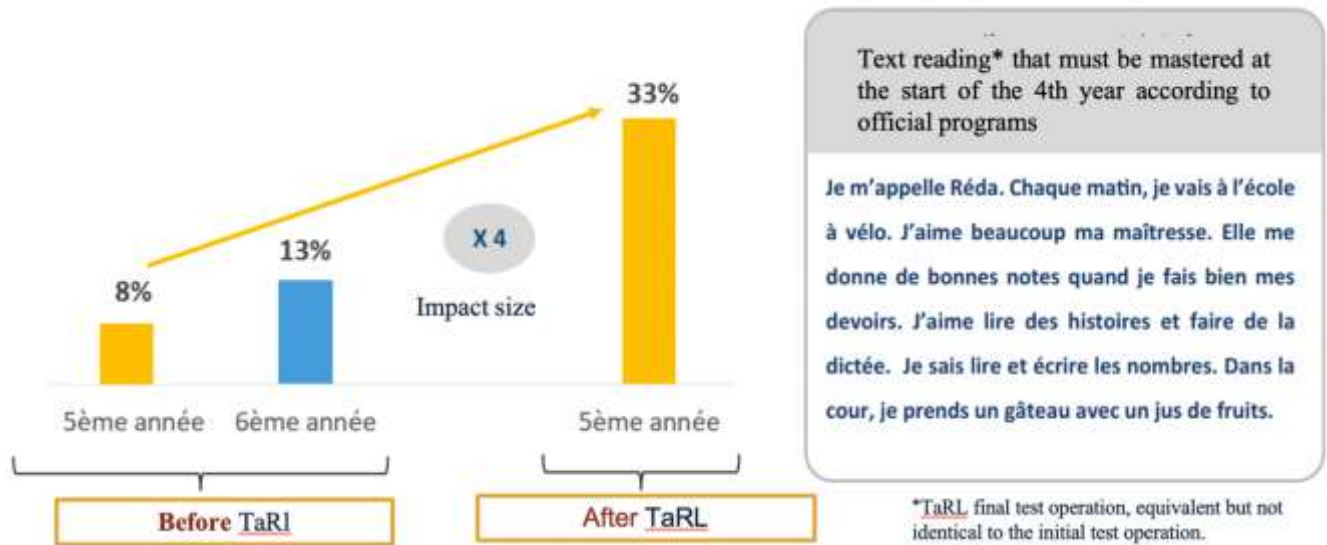 33%
13%
8%
X 4
Impact size
5ème année 6ème année 5ème année
Before TaRl
After TaRL
Text reading* that must be mastered at
the start of the 4th year according to
official programs
Je m’appelle Réda. Chaque matin, je vais à l’école
à vélo. J’aime beaucoup ma maîtresse. Elle me
donne de bonnes notes quand je fais bien mes
devoirs. J’aime lire des histoires et faire de la
dictée. Je sais lire et écrire les nombres. Dans la
cour, je prends un gâteau avec un jus de fruits.
*TaRL final test operation, equivalent but not
identical to the initial test operation.